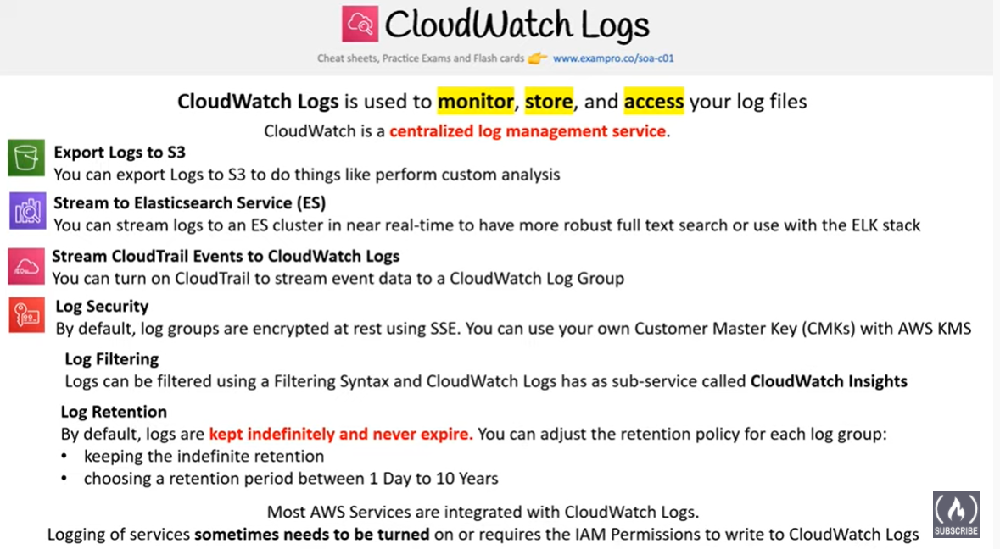 CloudWatch Logs
Cheat sheets, Practice Exams and Flash cards 👉 www.exampro.co/soa-c01
CloudWatch Logs is used to monitor, store, and access your log files
CloudWatch is a centralized log management service.
Export Logs to S3
You can export Logs to S3 to do things like perform custom analysis
Stream to Elasticsearch Service (ES)
You can stream logs to an ES cluster in near real-time to have more robust full text search or use with the ELK stack
Stream CloudTrail Events to CloudWatch Logs
You can turn on CloudTrail to stream event data to a CloudWatch Log Group
Log Security
By default, log groups are encrypted at rest using SSE. You can use your own Customer Master Key (CMKs) with AWS KMS
Log Filtering
Logs can be filtered using a Filtering Syntax and CloudWatch Logs has as sub-service called CloudWatch Insights
Log Retention
By default, logs are kept indefinitely and never expire. You can adjust the retention policy for each log group:
• keeping the indefinite retention
• choosing a retention period between 1 Day to 10 Years
Most AWS Services are integrated with CloudWatch Logs.
Logging of services sometimes needs to be turned on or requires the IAM Permissions to write to CloudWatch Logs
SUBSCRIBE